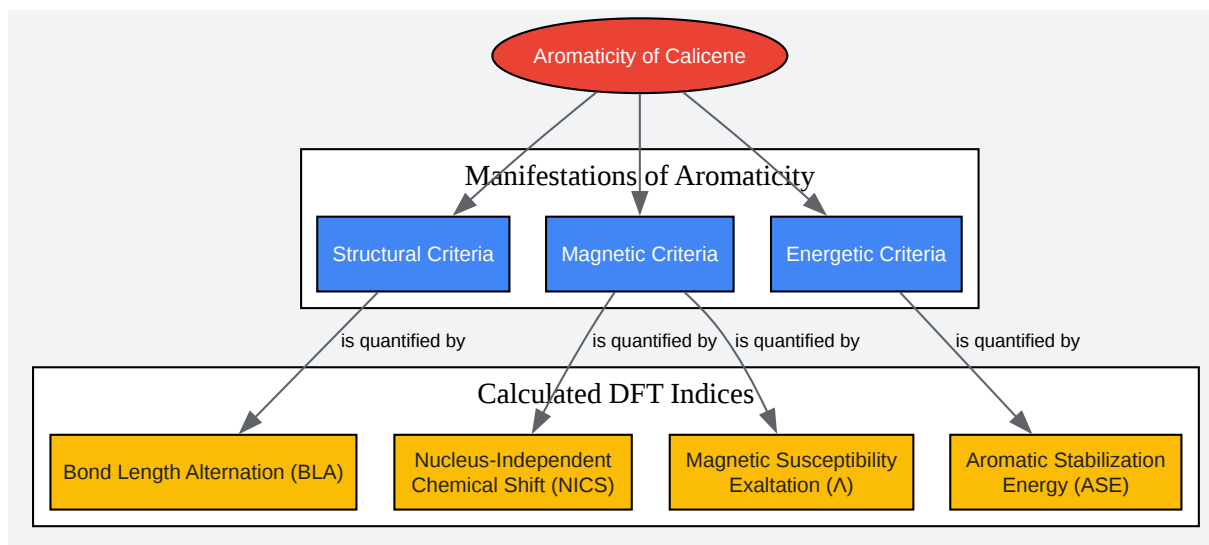 Aromaticity of Calicene
Manifestations of Aromaticity
Structural Criteria
Magnetic Criteria
Energetic Criteria
is quantified by
is quantified by
is quantified by
is quantified by
Calculated DFT Indices
Bond Length Alternation (BLA)
Nucleus-Independent
Chemical Shift (NICS)
Magnetic Susceptibility
Exaltation (Λ)
Aromatic Stabilization
Energy (ASE)